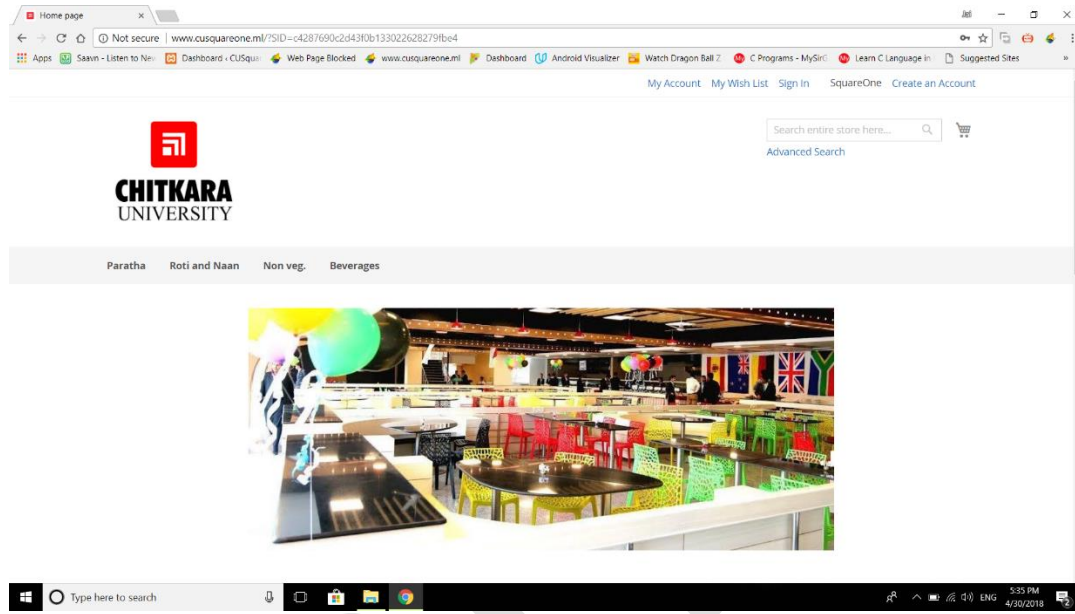 Home page
Not secure | www.cusquareone.ml/?SID=c4287690c2d43f0b133022628279fbe4
Apps Saavn - Listen to Nev Dashboard ‹ CUSqua Web Page Blocked www.cusquareone.ml Dashboard Android Visualizer Watch Dragon Ball Z C Programs - MySirG Learn C Language in Suggested Sites »
My Account My Wish List Sign In SquareOne Create an Account
Search entire store here...
Advanced Search
CHITKARA
UNIVERSITY
Paratha Roti and Naan Non veg. Beverages
Type here to search
ENG
5:35 PM
4/30/2018
2